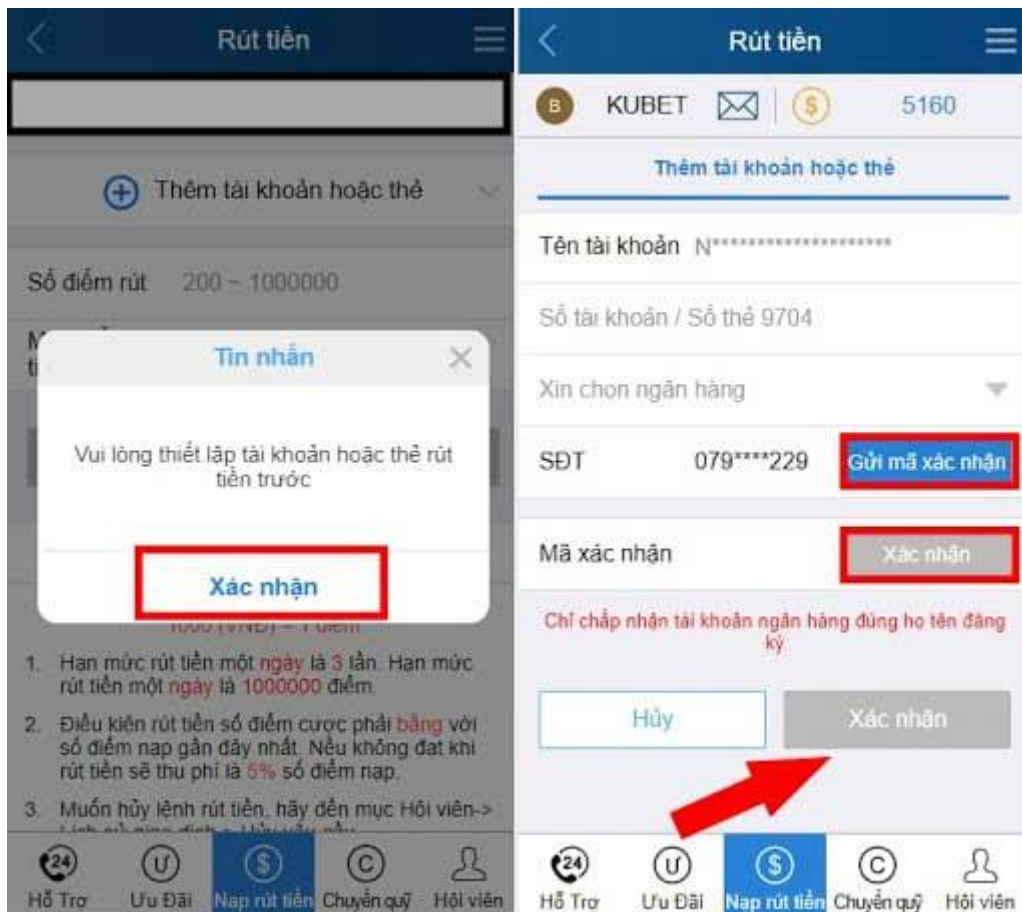 Rút tiền
Thêm tài khoản hoặc thẻ
Số điểm rút 200 ~ 1000000
Tin nhắn
Vui lòng thiết lập tài khoản hoặc thẻ rút
tiền trước
Xác nhận
1000 (VNĐ) = 1 điểm
1. Hạn mức rút tiền một ngày là 3 lần. Hạn mức
rút tiền một ngày là 1000000 điểm.
2. Điều kiện rút tiền số điểm cược phải bằng với
số điểm nạp gần đây nhất. Nếu không đạt khi
rút tiền sẽ thu phí là 5% số điểm nạp.
3. Muốn hủy lệnh rút tiền, hãy đến mục Hội viên->
24
Ư
$
C
Hỗ Trợ Ưu Đãi Nạp rút tiền Chuyển quỹ Hội viên
Rút tiền
B KUBET $ 5160
Thêm tài khoản hoặc thẻ
Tên tài khoản N********************
Số tài khoản / Số thẻ 9704
Xin chọn ngân hàng
SĐT 079****229 Gửi mã xác nhận
Mã xác nhận Xác nhận
Chỉ chấp nhận tài khoản ngân hàng đúng họ tên đăng
ký
Hủy Xác nhận
24
Ư
$
C
Hỗ Trợ Ưu Đãi Nạp rút tiền Chuyển quỹ Hội viên